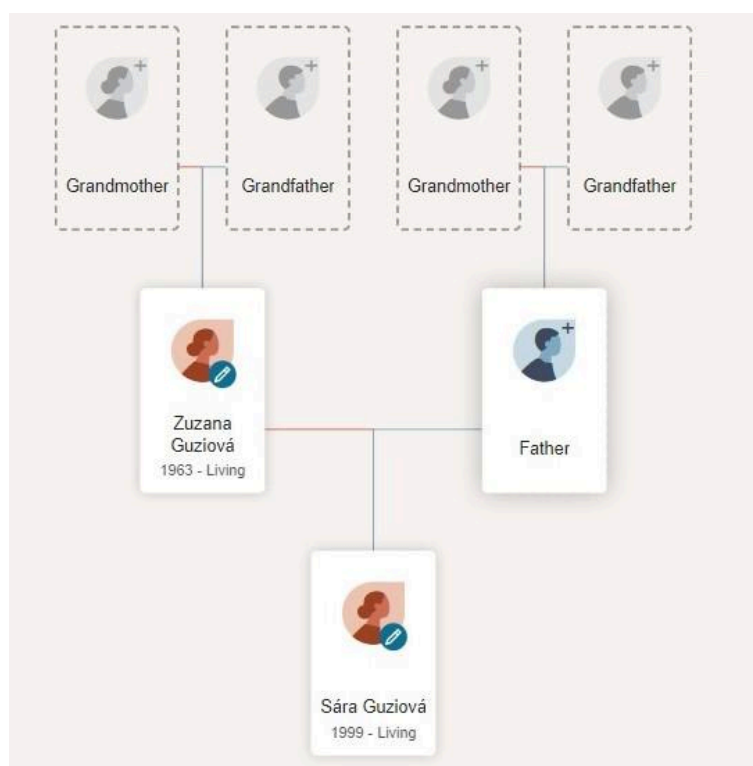 Grandmother
Grandfather
Grandmother
Grandfather
Zuzana
Guziová
1963 - Living
Father
Sára Guziová
1999 - Living